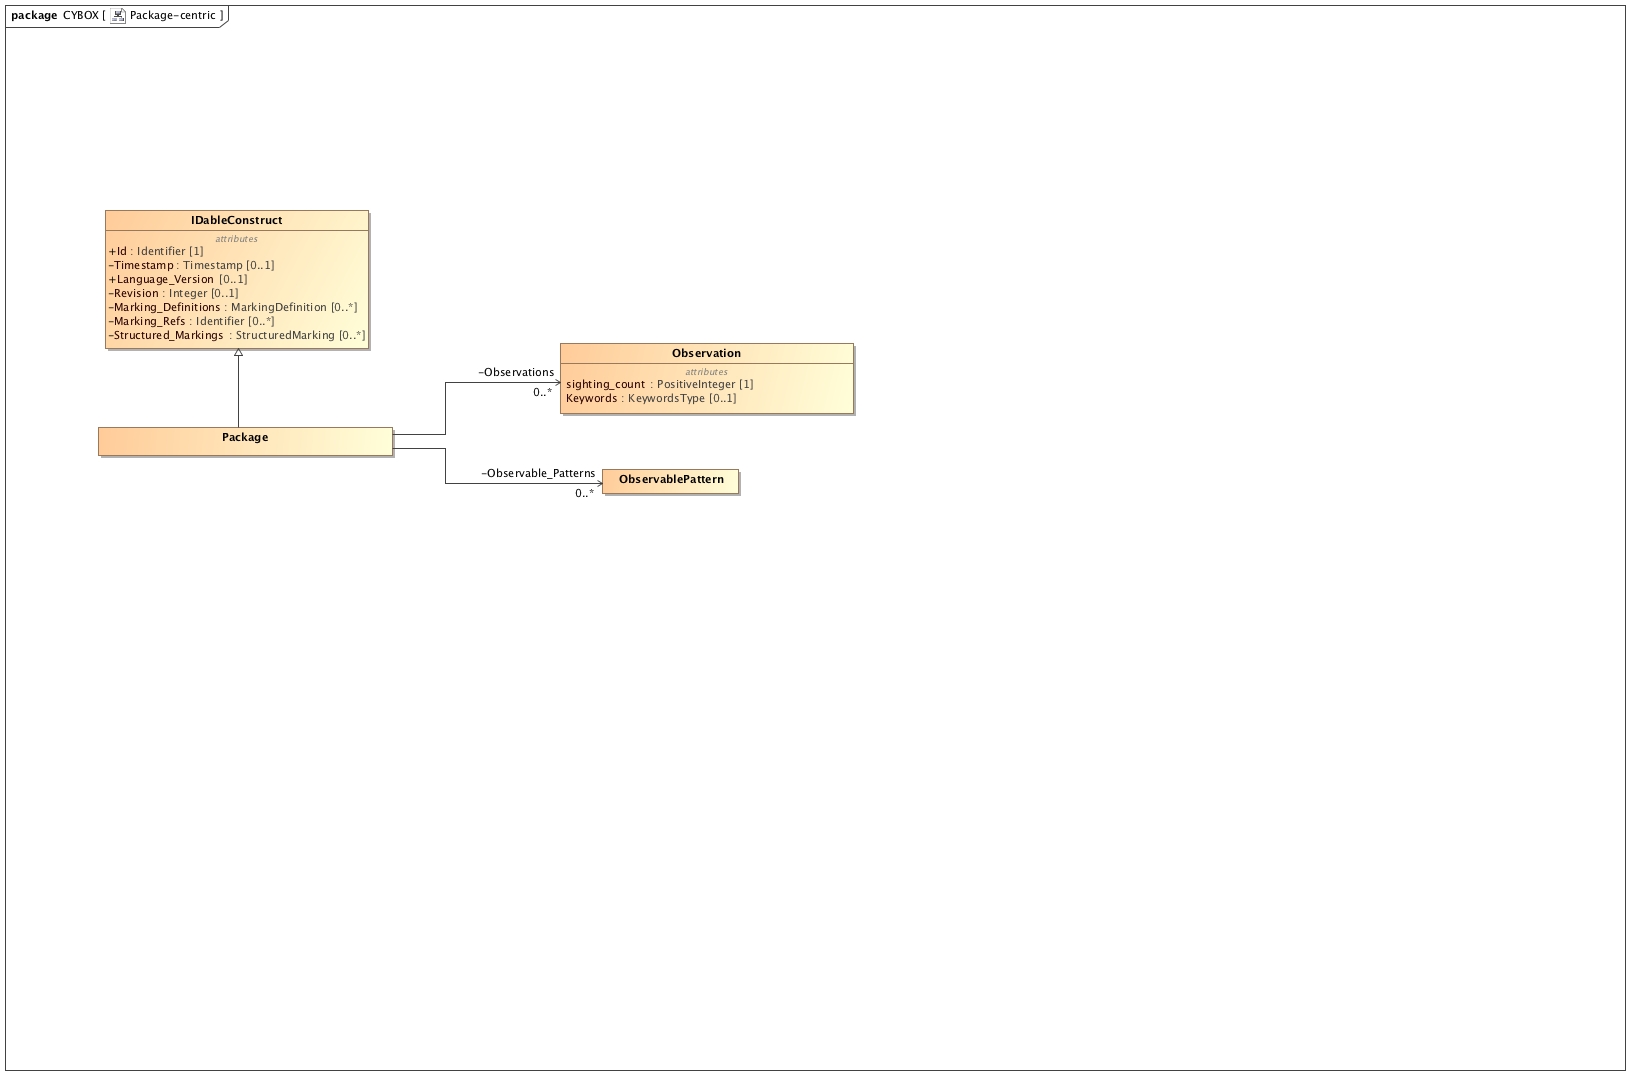 package CYBOX [ Package-centric ]
IDableConstruct
attributes
+Id : Identifier [1]
-Timestamp : Timestamp [0..1]
+Language_Version [0..1]
-Revision : Integer [0..1]
-Marking_Definitions : MarkingDefinition [0..*]
-Marking_Refs : Identifier [0..*]
-Structured_Markings : StructuredMarking [0..*]
Package
-Observations
0..*
Observation
attributes
sighting_count : PositiveInteger [1]
Keywords : KeywordsType [0..1]
-Observable_Patterns
0..*
ObservablePattern